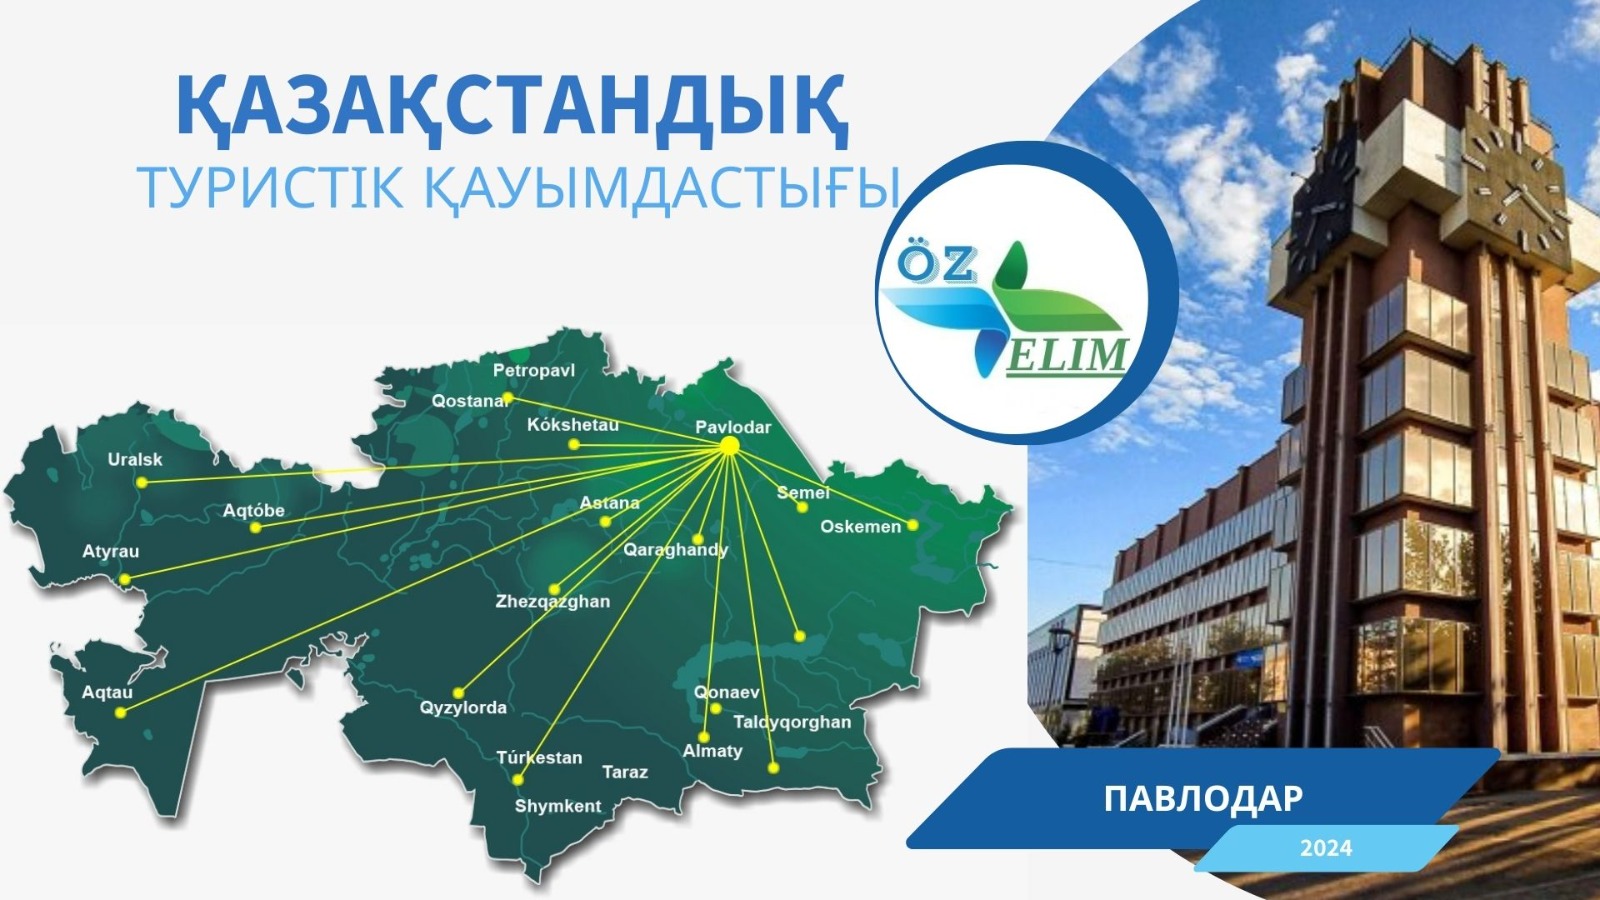 ҚАЗАҚСТАНДЫҚ
ТУРИСТІК ҚАУЫМДАСТЫҒЫ
ÖZ
ELIM
Petropavl
Qostanai
Kókshetau
Pavlodar
Uralsk
Semei
Aqtóbe
Astana
Oskemen
Atyrau
Qaraghandy
Zhezqazghan
Aqtau
Qonaev
Qyzylorda
Taldyqorghan
Almaty
Túrkestan
Taraz
Shymkent
ПАВЛОДАР
2024